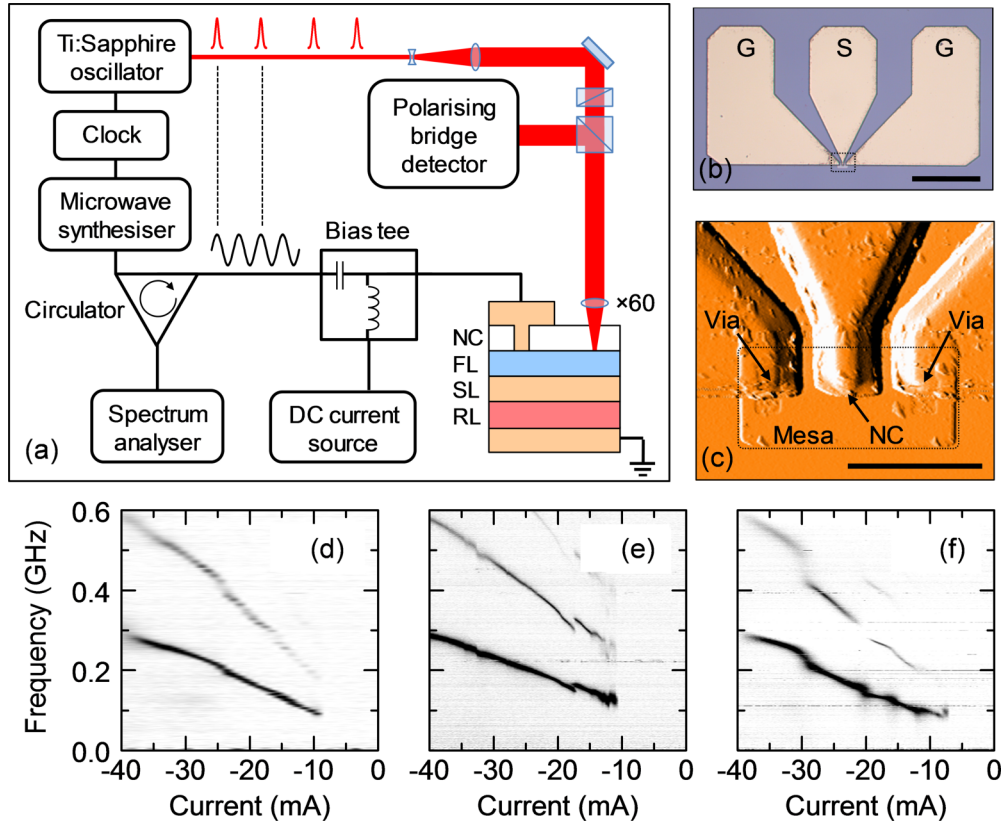 Ti:Sapphire
oscillator
Clock
Microwave
synthesiser
Circulator
Spectrum
analyser
Polarising
bridge
detector
Bias tee
DC current
source
×60
NC
FL
SL
RL
(a)
G S G
(b)
Via Via
Mesa NC
(c)
Frequency (GHz)
0.6
0.4
0.2
0.0
(d)
-40 -30 -20 -10 0
Current (mA)
(e)
-40 -30 -20 -10 0
Current (mA)
(f)
-40 -30 -20 -10 0
Current (mA)